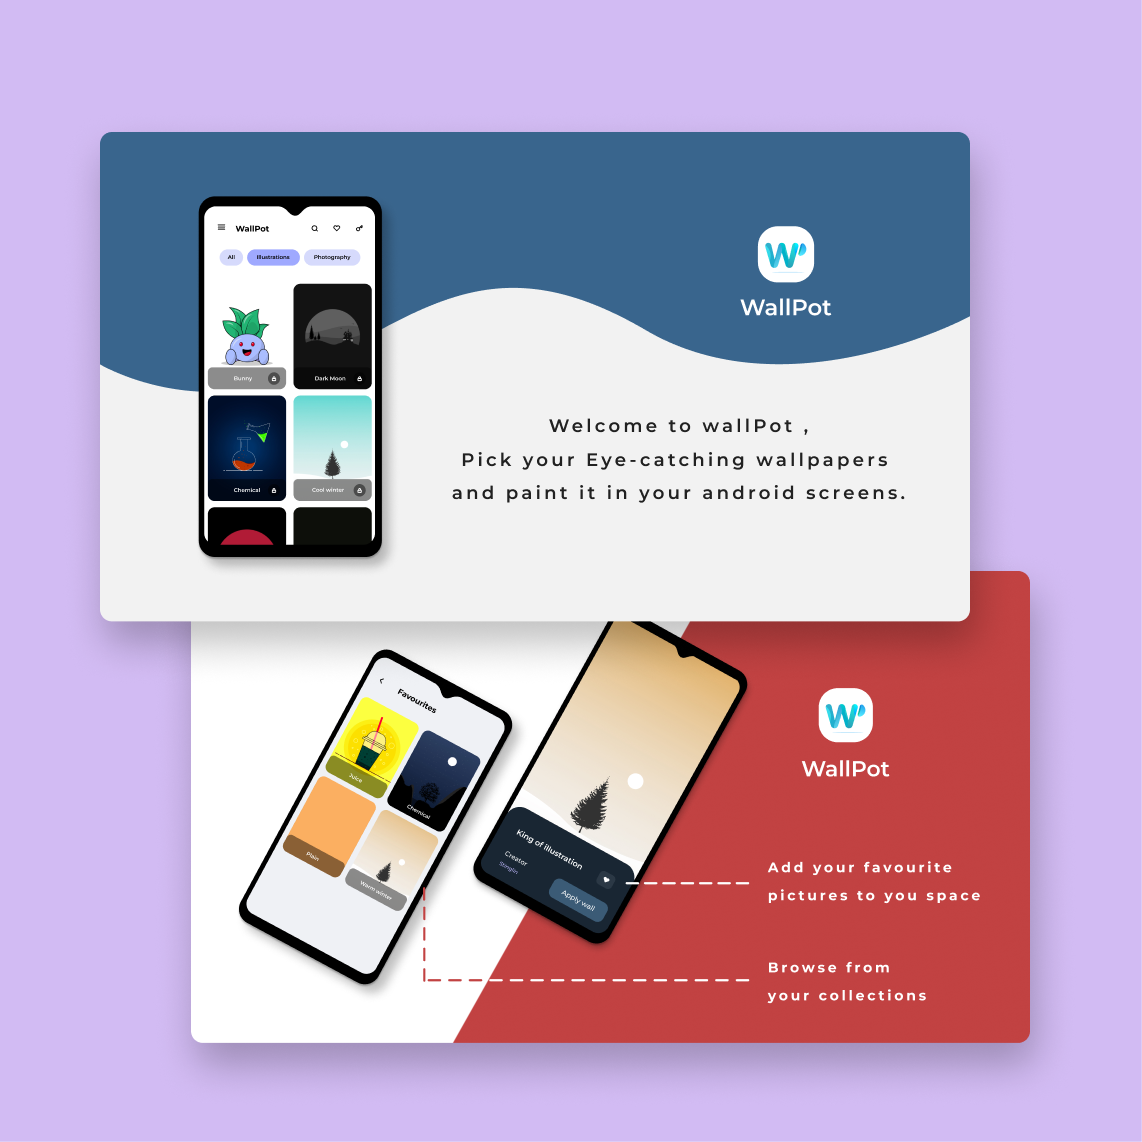 WallPot
All
Illustrations
Photography
Bunny
Dark Moon
Chemical
Cool winter
W
WallPot
Welcome to wallPot ,
Pick your Eye-catching wallpapers
and paint it in your android screens.
Favourites
Juice
Chemical
Plain
Warm winter
King of illustration
Creator
Stinglin
Apply wall
W
WallPot
Add your favourite
pictures to you space
Browse from
your collections